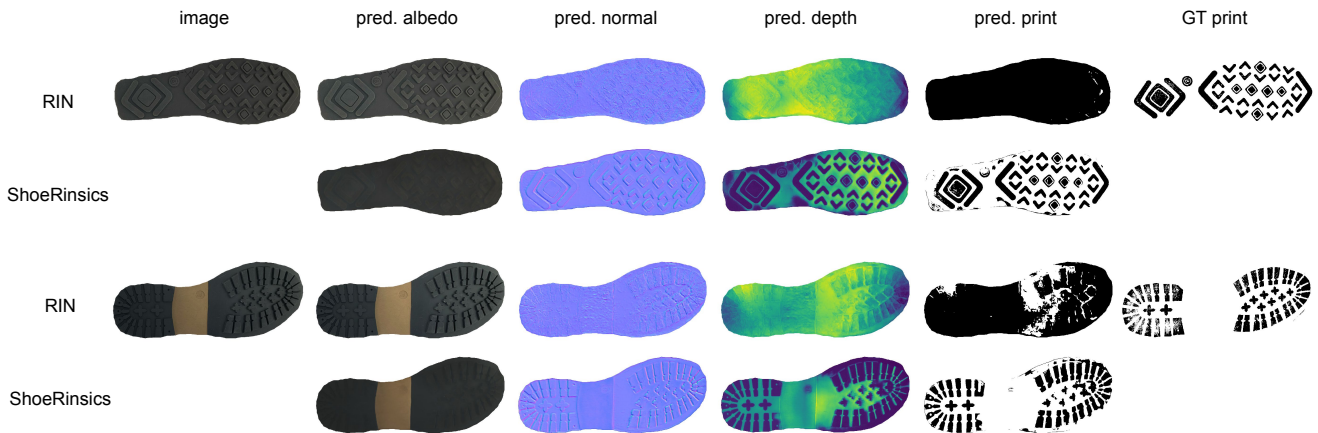 image pred. albedo pred. normal pred. depth pred. print GT print
RIN
ShoeRinsics
RIN
ShoeRinsics